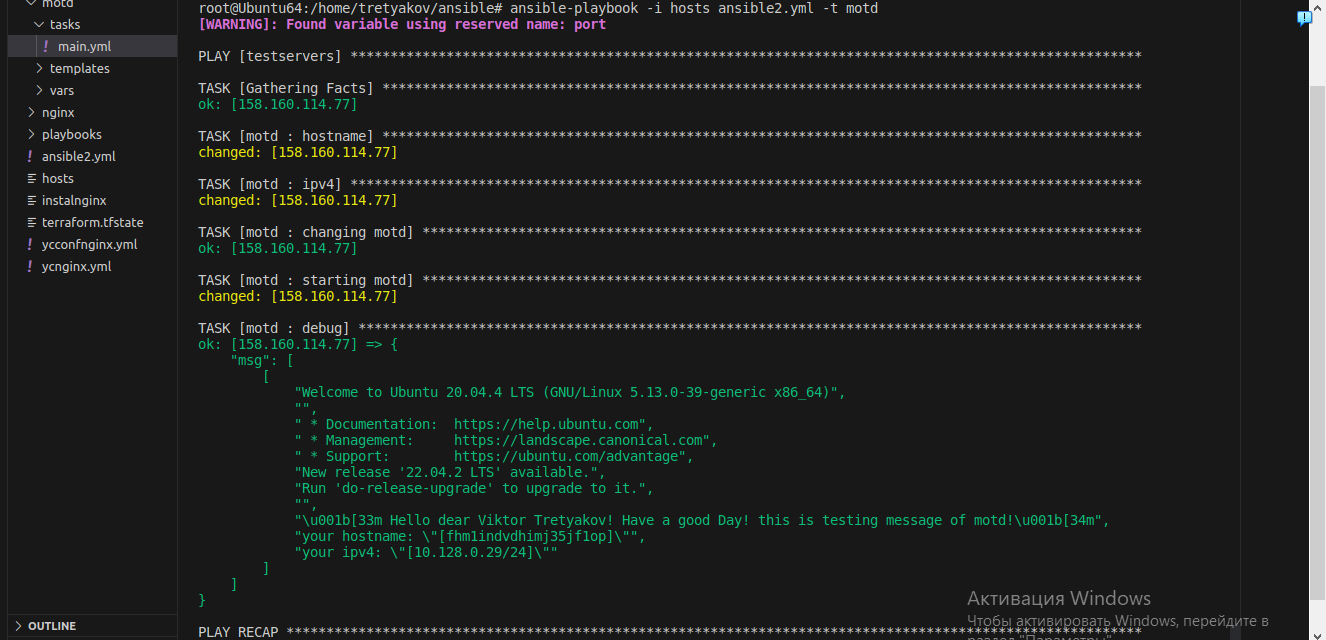 motd
tasks
! main.yml
templates
vars
nginx
playbooks
! ansible2.yml
hosts
instalnginx
terraform.tfstate
! ycconfnginx.yml
! ycnginx.yml
OUTLINE
root@Ubuntu64:/home/tretyakov/ansible# ansible-playbook -i hosts ansible2.yml -t motd
[WARNING]: Found variable using reserved name: port
PLAY [testservers] ***************************************************************************************************
TASK [Gathering Facts] ***********************************************************************************************
ok: [158.160.114.77]
TASK [motd : hostname] ***********************************************************************************************
changed: [158.160.114.77]
TASK [motd : ipv4] ***************************************************************************************************
changed: [158.160.114.77]
TASK [motd : changing motd] ******************************************************************************************
ok: [158.160.114.77]
TASK [motd : starting motd] ******************************************************************************************
changed: [158.160.114.77]
TASK [motd : debug] **************************************************************************************************
ok: [158.160.114.77] => {
"msg": [
[
"Welcome to Ubuntu 20.04.4 LTS (GNU/Linux 5.13.0-39-generic x86_64)",
"",
" * Documentation:  https://help.ubuntu.com",
" * Management:     https://landscape.canonical.com",
" * Support:        https://ubuntu.com/advantage",
"New release '22.04.2 LTS' available.",
"Run 'do-release-upgrade' to upgrade to it.",
"",
"\u001b[33m Hello dear Viktor Tretyakov! Have a good Day! this is testing message of motd!\u001b[34m",
"your hostname: \"[fhm1indvdhimj35jf1op]\"",
"your ipv4: \"[10.128.0.29/24]\""
]
]
}
PLAY RECAP ***********************************************************************************************************
Активация Windows
Чтобы активировать Windows, перейдите в
раздел "Параметры".